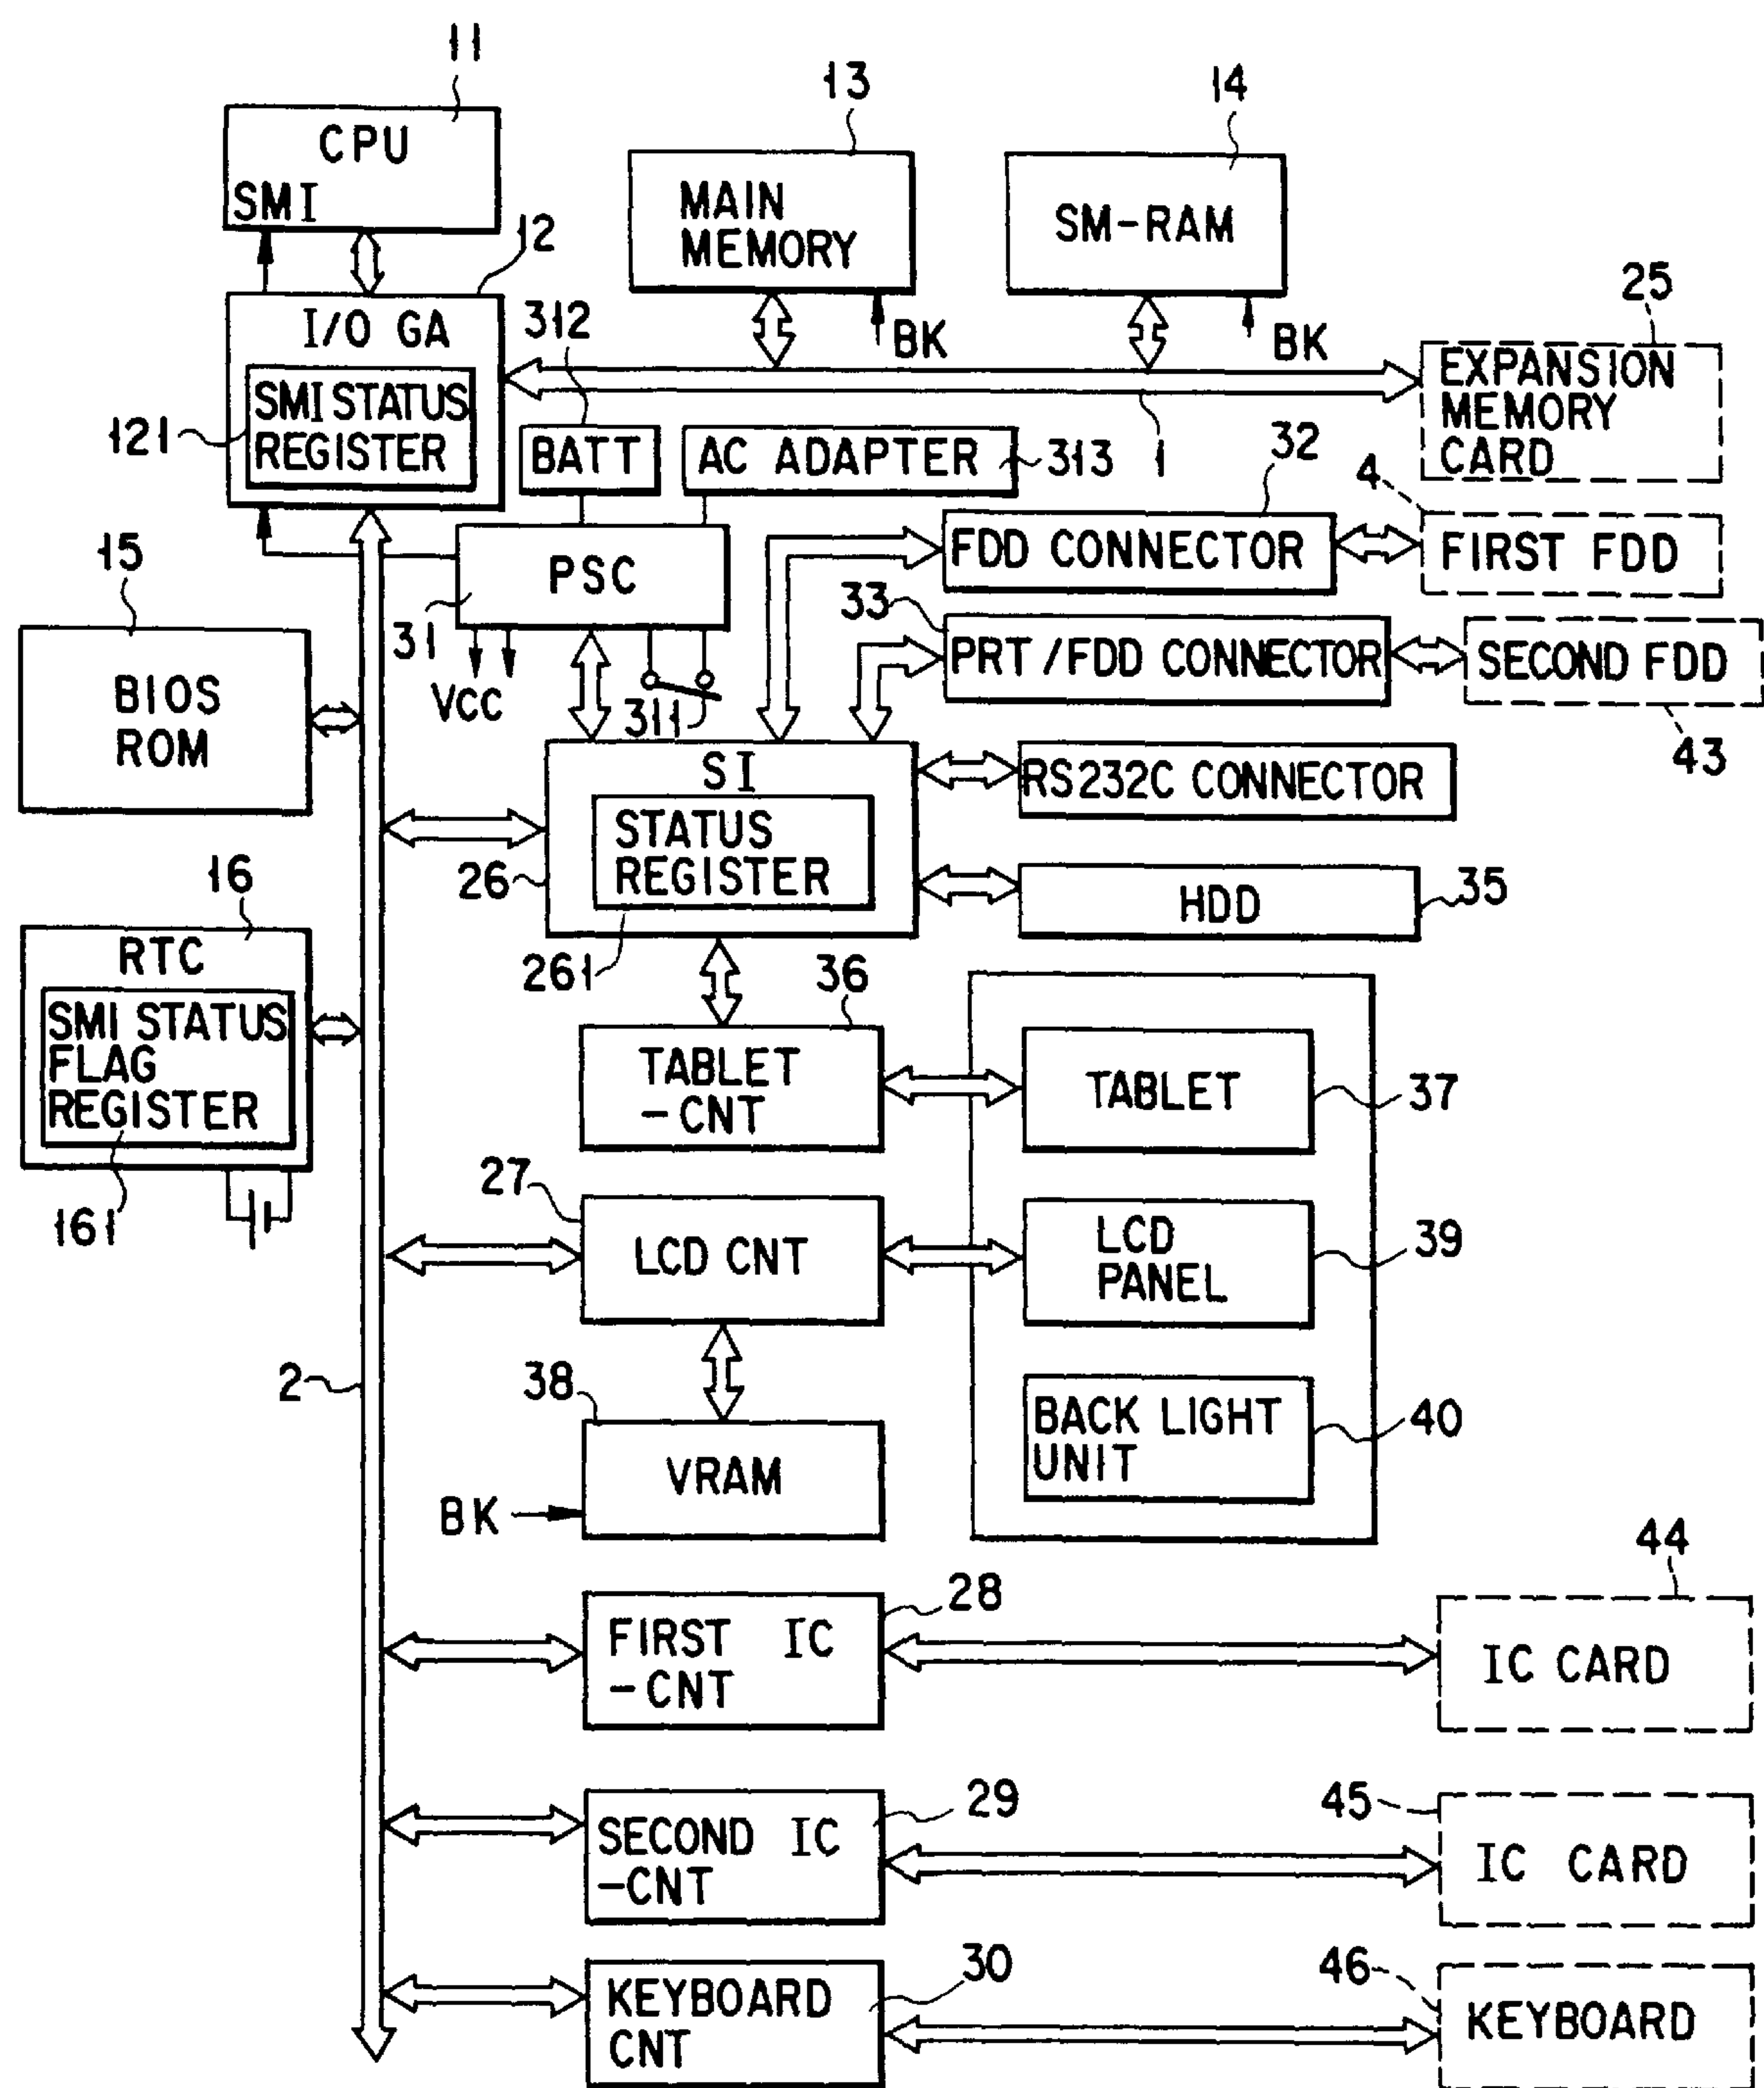 11
CPU
SMI
13
MAIN
MEMORY
14
SM-RAM
12
I/O GA
SMI STATUS
REGISTER
121
BK
BK
25
EXPANSION
MEMORY
CARD
1
312
BATT
AC ADAPTER
313
32
FDD CONNECTOR
4
FIRST FDD
PSC
31
VCC
311
33
PRT/FDD CONNECTOR
SECOND FDD
43
15
BIOS
ROM
SI
STATUS
REGISTER
26
261
RS232C CONNECTOR
HDD
35
16
RTC
SMI STATUS
FLAG
REGISTER
161
36
TABLET
-CNT
TABLET
37
27
LCD CNT
LCD
PANEL
39
2
38
VRAM
BK
BACK LIGHT
UNIT
40
28
FIRST IC
-CNT
44
IC CARD
29
SECOND IC
-CNT
45
IC CARD
30
KEYBOARD
CNT
46
KEYBOARD